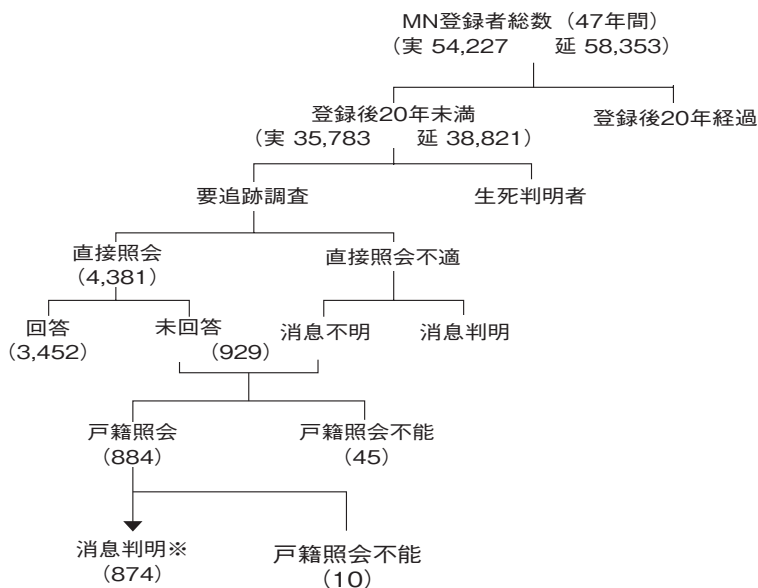 MN登録者総数（47年間）
（実 54,227　延 58,353）
登録後20年未満　登録後20年経過
（実 35,783　延 38,821）
要追跡調査　生死判明者
直接照会　直接照会不適
（4,381）
回答　未回答　消息不明　消息判明
（3,452）　（929）
戸籍照会　戸籍照会不能
（884）　（45）
消息判明※　戸籍照会不能
（874）　（10）